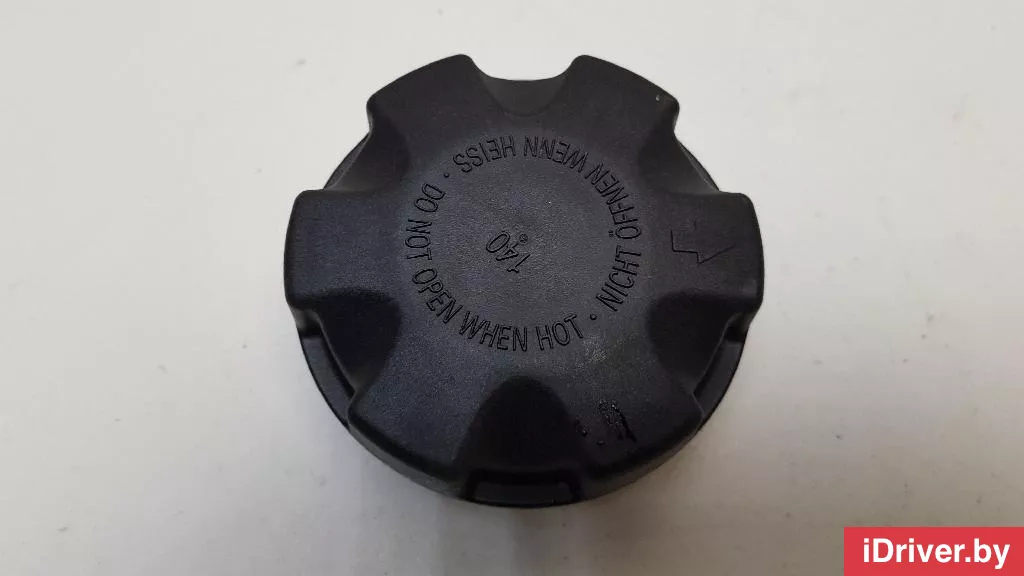 DO NOT OPEN WHEN HOT · NICHT ÖFFNEN WENN HEISS ·
140
iDriver.by